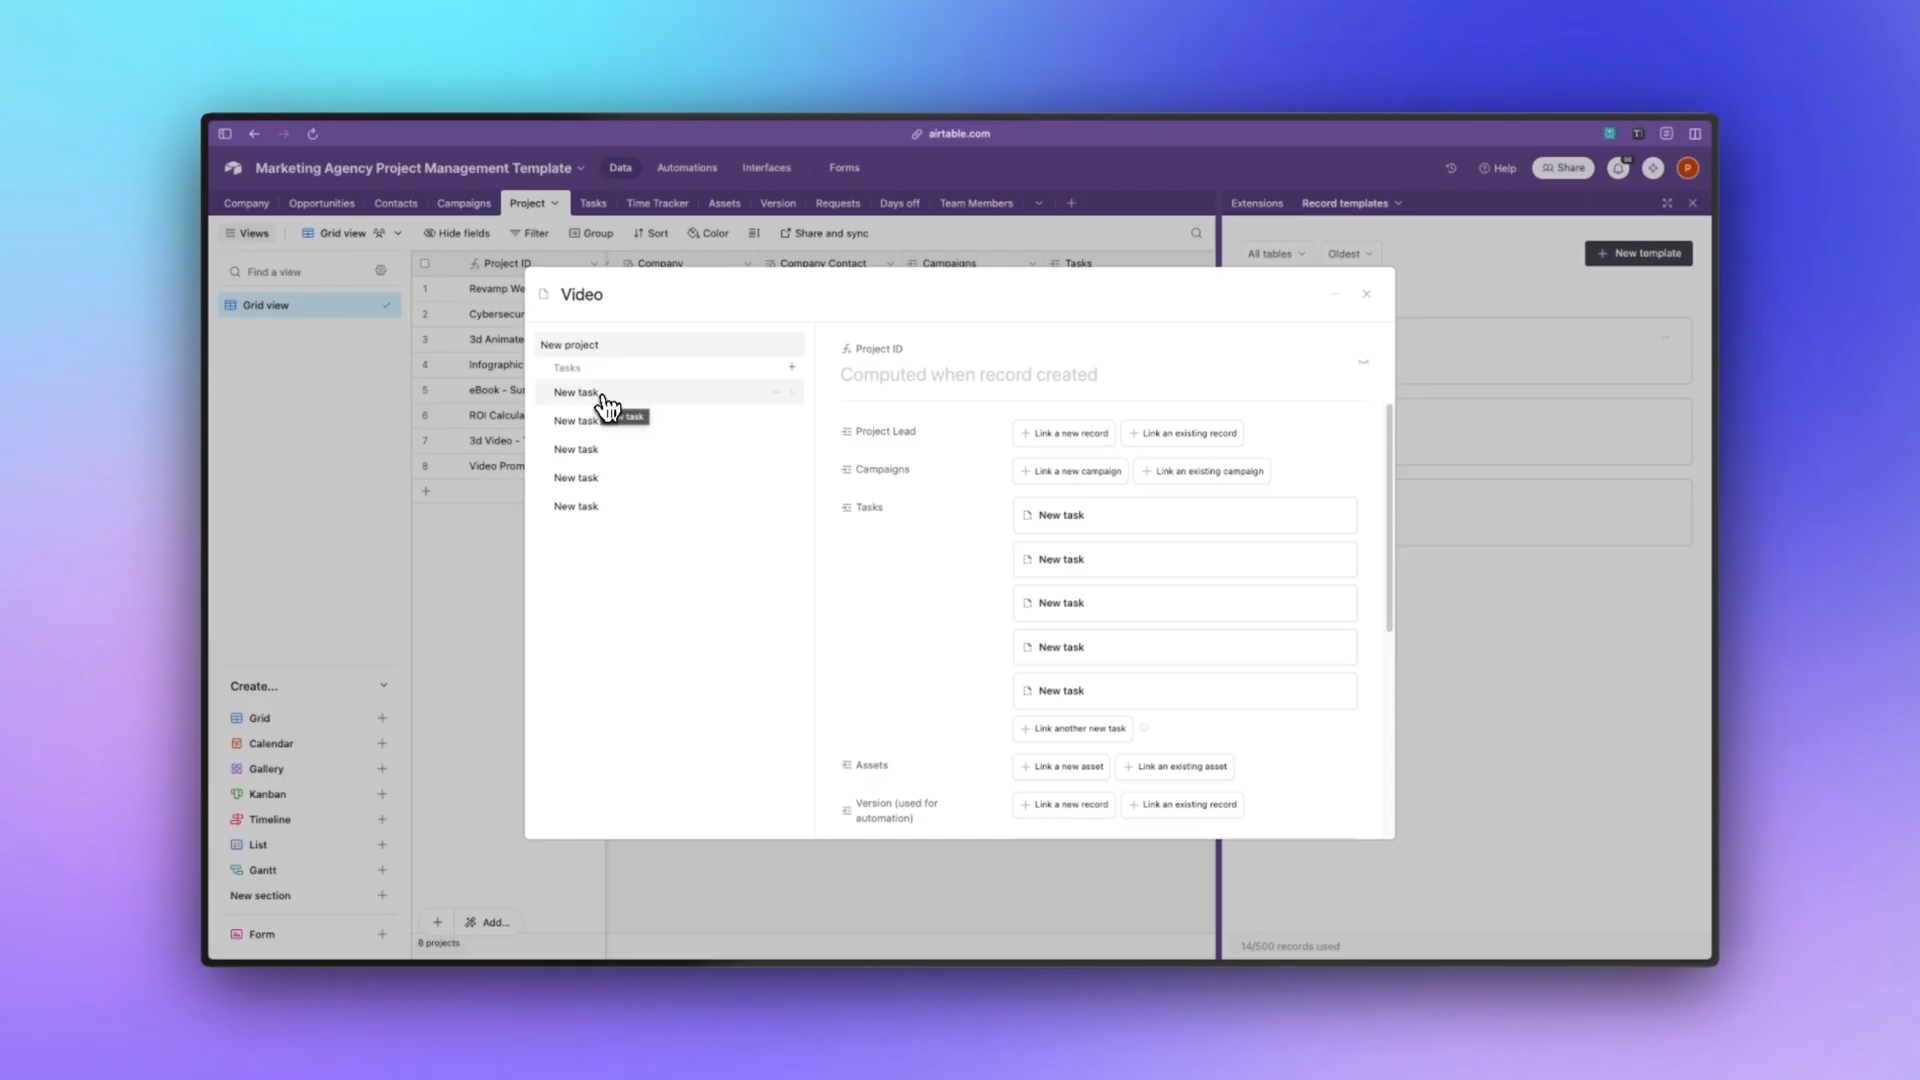 airtable.com
Marketing Agency Project Management Template
Data
Automations
Interfaces
Forms
Help
Share
P
Company
Opportunities
Contacts
Campaigns
Project
Tasks
Time Tracker
Assets
Version
Requests
Days off
Team Members
Extensions
Record templates
Views
Grid view
Hide fields
Filter
Group
Sort
Color
Share and sync
All tables
Oldest
New template
Find a view
Grid view
Project ID
Company
Company Contact
Campaigns
Tasks
1 Revamp We
2 Cybersecur
3 3d Animate
4 Infographic
5 eBook - Sur
6 ROI Calcula
7 3d Video -
8 Video Prom
Video
New project
Tasks
New task
New task
New task
New task
New task
task
Project ID
Computed when record created
Project Lead
Link a new record
Link an existing record
Campaigns
Link a new campaign
Link an existing campaign
Tasks
New task
New task
New task
New task
New task
Link another new task
Assets
Link a new asset
Link an existing asset
Version (used for
automation)
Link a new record
Link an existing record
Create...
Grid
Calendar
Gallery
Kanban
Timeline
List
Gantt
New section
Form
Add...
8 projects
14/500 records used